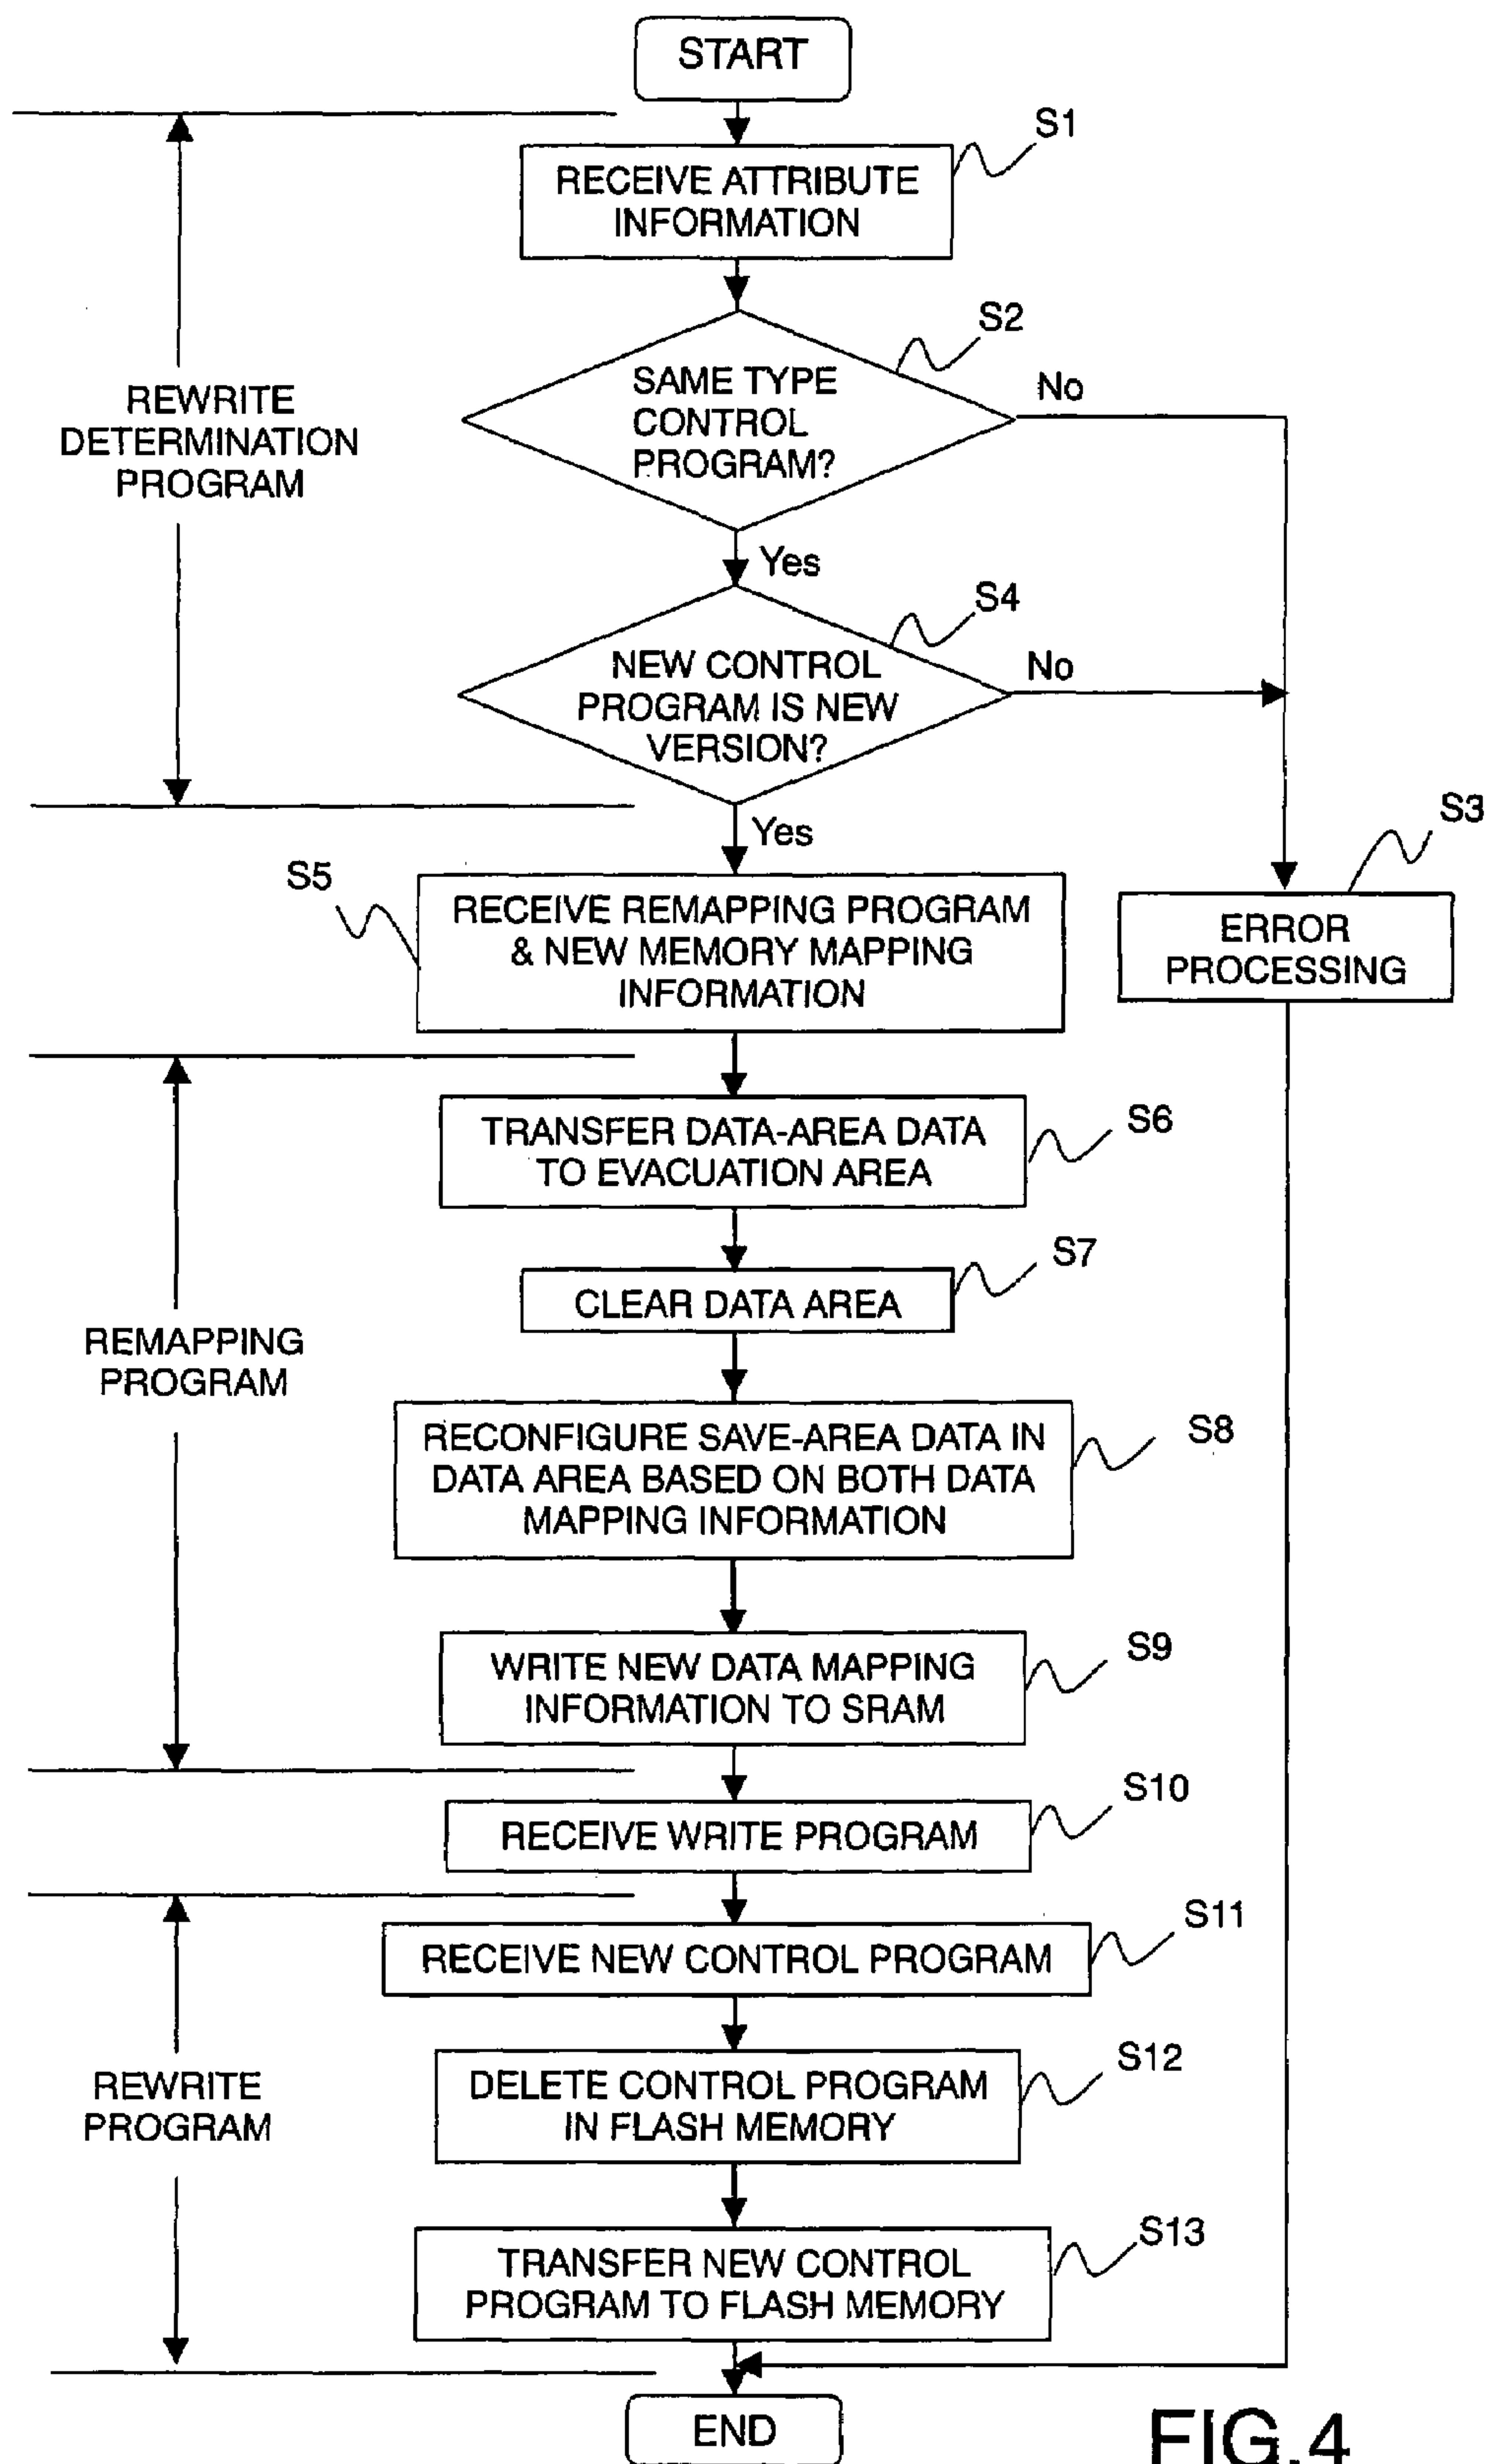 START
S1
RECEIVE ATTRIBUTE
INFORMATION
S2
SAME TYPE
CONTROL
PROGRAM?
No
REWRITE
DETERMINATION
PROGRAM
Yes
S4
NEW CONTROL
PROGRAM IS NEW
VERSION?
No
Yes
S3
ERROR
PROCESSING
S5
RECEIVE REMAPPING PROGRAM
& NEW MEMORY MAPPING
INFORMATION
S6
TRANSFER DATA-AREA DATA
TO EVACUATION AREA
S7
CLEAR DATA AREA
REMAPPING
PROGRAM
S8
RECONFIGURE SAVE-AREA DATA IN
DATA AREA BASED ON BOTH DATA
MAPPING INFORMATION
S9
WRITE NEW DATA MAPPING
INFORMATION TO SRAM
S10
RECEIVE WRITE PROGRAM
S11
RECEIVE NEW CONTROL PROGRAM
S12
DELETE CONTROL PROGRAM
IN FLASH MEMORY
REWRITE
PROGRAM
S13
TRANSFER NEW CONTROL
PROGRAM TO FLASH MEMORY
END
FIG.4